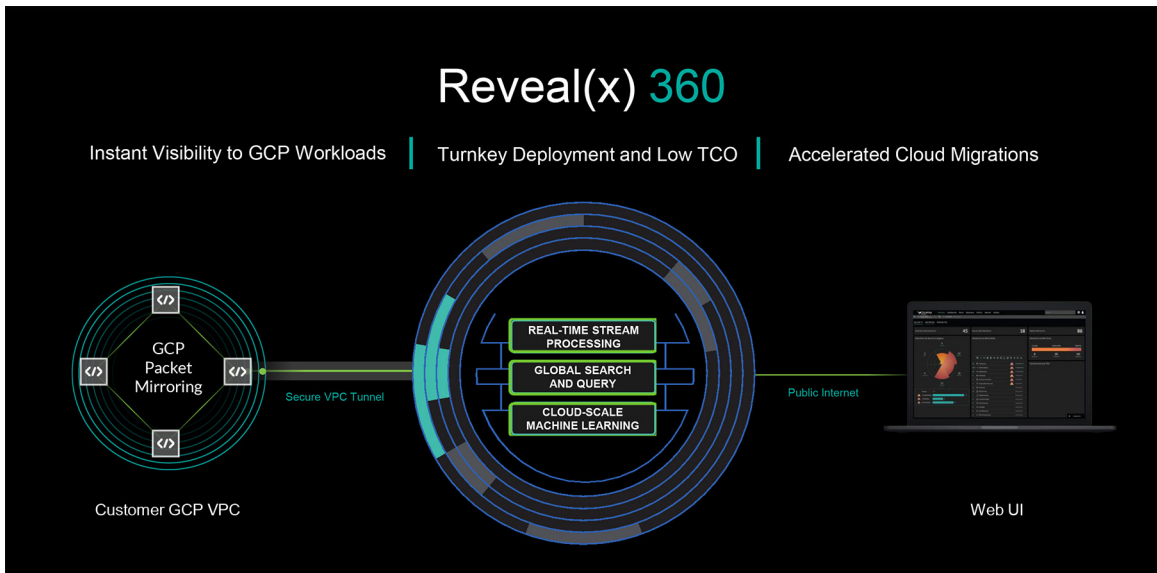 Reveal(x) 360
Instant Visibility to GCP Workloads
Turnkey Deployment and Low TCO
Accelerated Cloud Migrations
GCP
Packet
Mirroring
Secure VPC Tunnel
REAL-TIME STREAM
PROCESSING
GLOBAL SEARCH
AND QUERY
CLOUD-SCALE
MACHINE LEARNING
Public Internet
Customer GCP VPC
Web UI